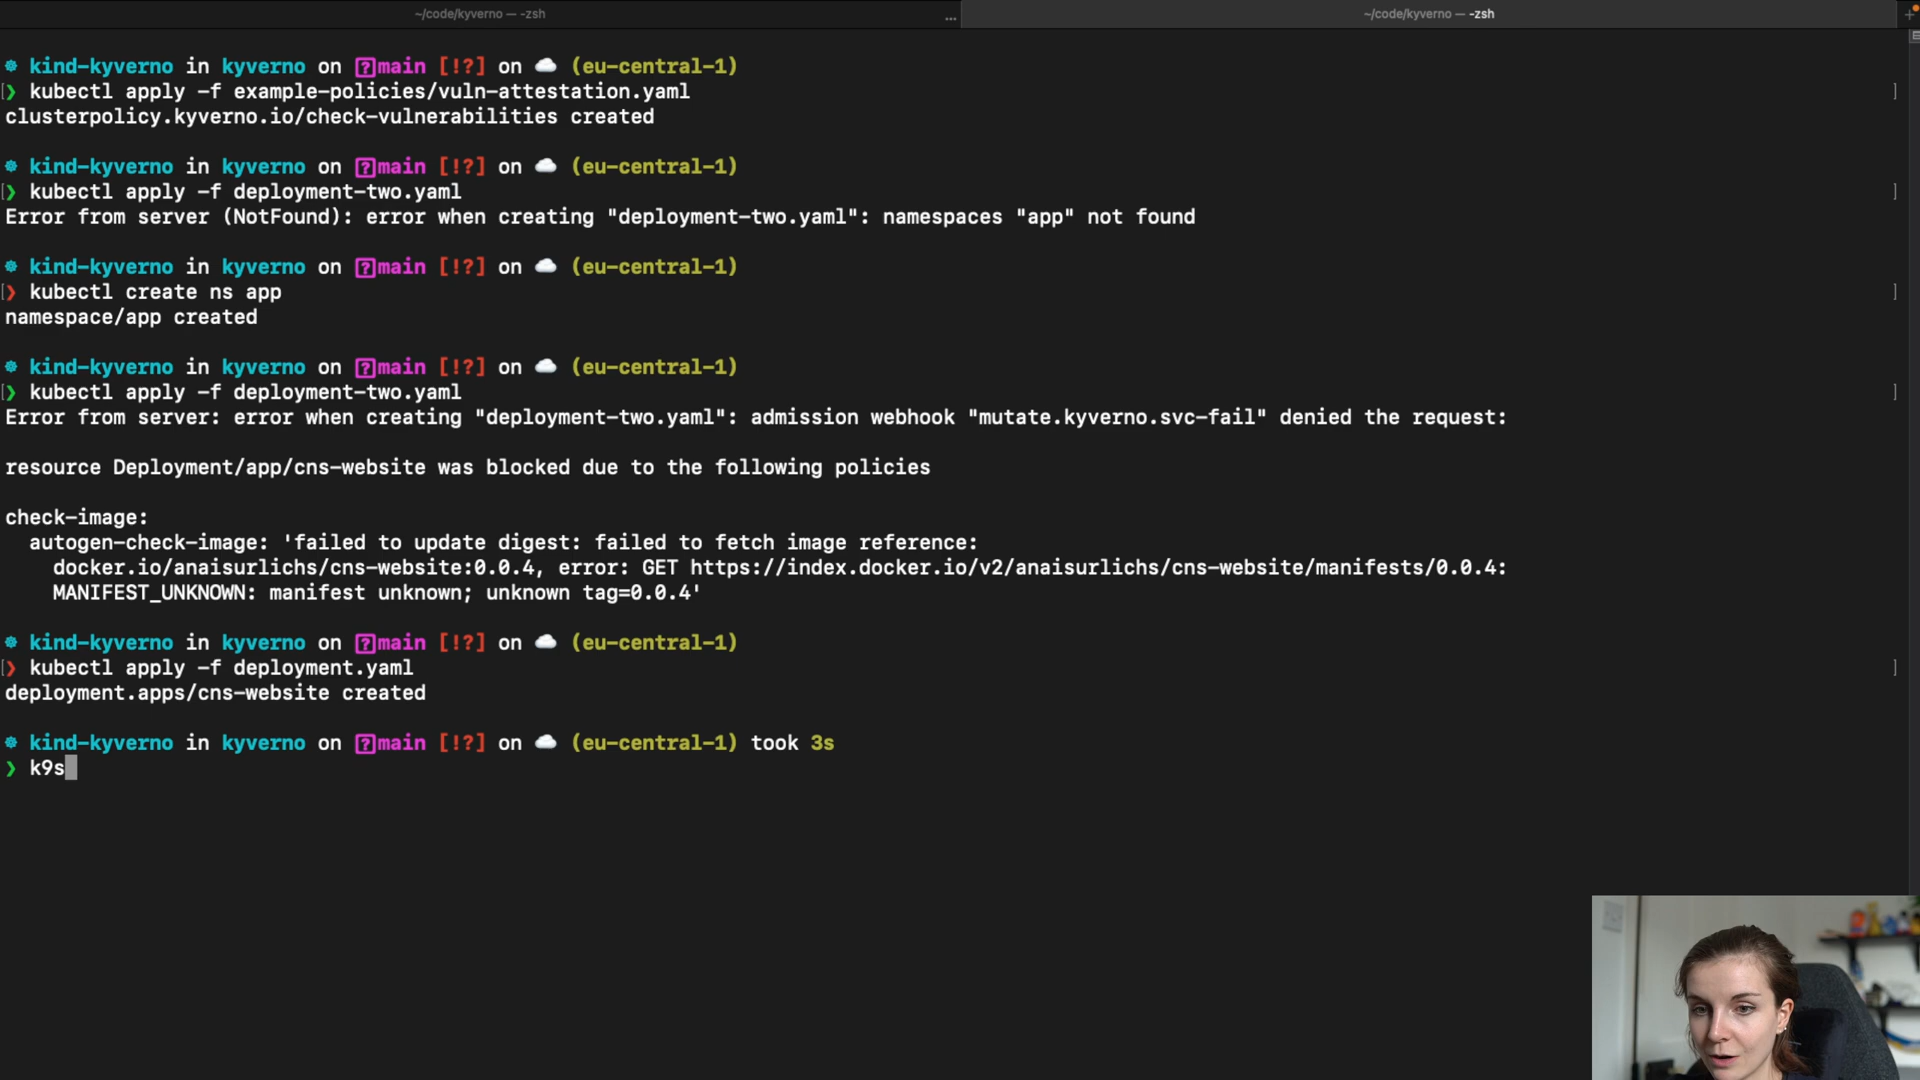 ~/code/kyverno — -zsh
...
~/code/kyverno — -zsh
+
kind-kyverno in kyverno on [?]main [!?] on (eu-central-1)
[❯ kubectl apply -f example-policies/vuln-attestation.yaml ]
clusterpolicy.kyverno.io/check-vulnerabilities created
kind-kyverno in kyverno on [?]main [!?] on (eu-central-1)
[❯ kubectl apply -f deployment-two.yaml ]
Error from server (NotFound): error when creating "deployment-two.yaml": namespaces "app" not found
kind-kyverno in kyverno on [?]main [!?] on (eu-central-1)
[❯ kubectl create ns app ]
namespace/app created
kind-kyverno in kyverno on [?]main [!?] on (eu-central-1)
[❯ kubectl apply -f deployment-two.yaml ]
Error from server: error when creating "deployment-two.yaml": admission webhook "mutate.kyverno.svc-fail" denied the request:
resource Deployment/app/cns-website was blocked due to the following policies
check-image:
autogen-check-image: 'failed to update digest: failed to fetch image reference:
docker.io/anaisurlichs/cns-website:0.0.4, error: GET https://index.docker.io/v2/anaisurlichs/cns-website/manifests/0.0.4:
MANIFEST_UNKNOWN: manifest unknown; unknown tag=0.0.4'
kind-kyverno in kyverno on [?]main [!?] on (eu-central-1)
[❯ kubectl apply -f deployment.yaml ]
deployment.apps/cns-website created
kind-kyverno in kyverno on [?]main [!?] on (eu-central-1) took 3s
❯ k9s